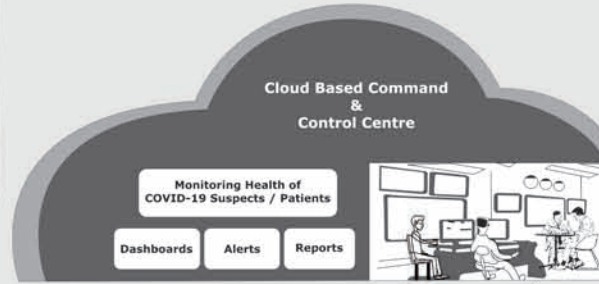 Cloud Based Command
&
Control Centre
Monitoring Health of
COVID-19 Suspects / Patients
Dashboards
Alerts
Reports